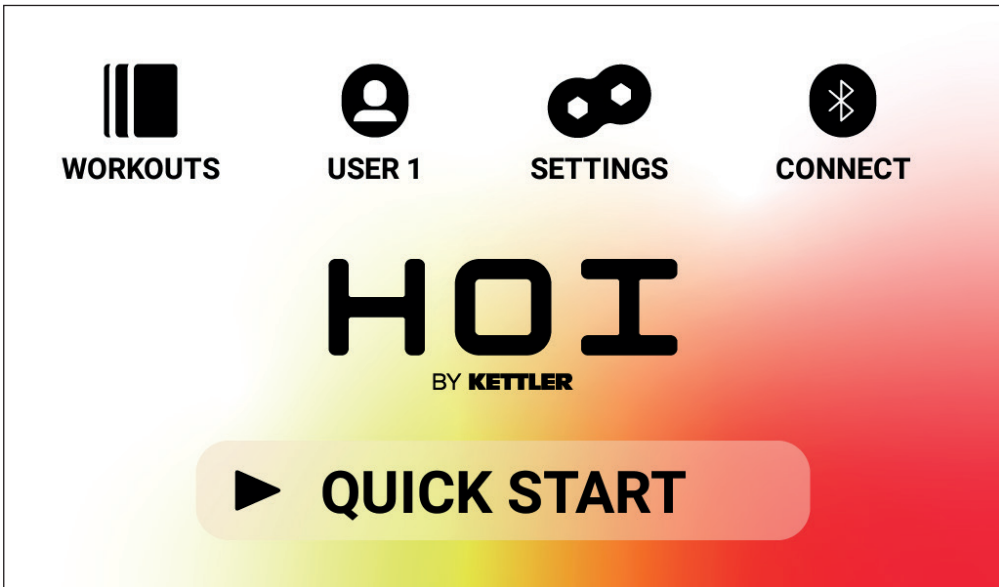 WORKOUTS USER 1 SETTINGS CONNECT
HOI
BY KETTLER
QUICK START